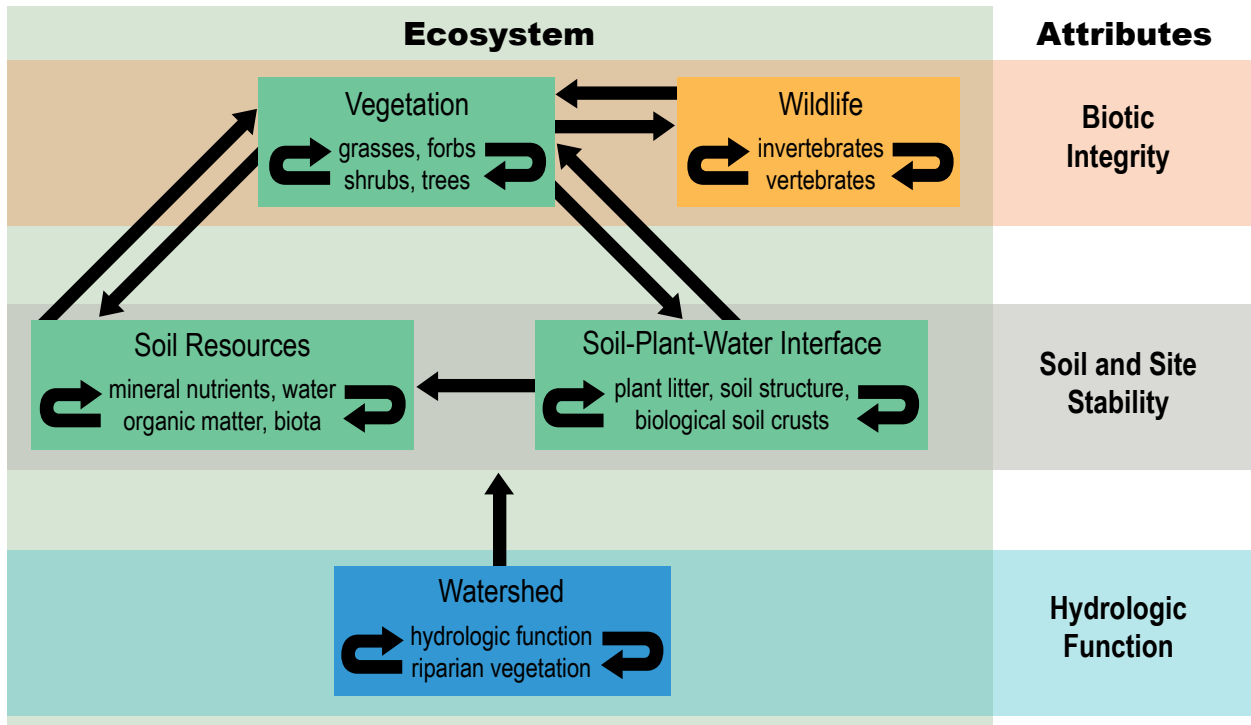 Ecosystem
Attributes
Vegetation
grasses, forbs
shrubs, trees
Wildlife
invertebrates
vertebrates
Biotic
Integrity
Soil Resources
mineral nutrients, water
organic matter, biota
Soil-Plant-Water Interface
plant litter, soil structure,
biological soil crusts
Soil and Site
Stability
Watershed
hydrologic function
riparian vegetation
Hydrologic
Function